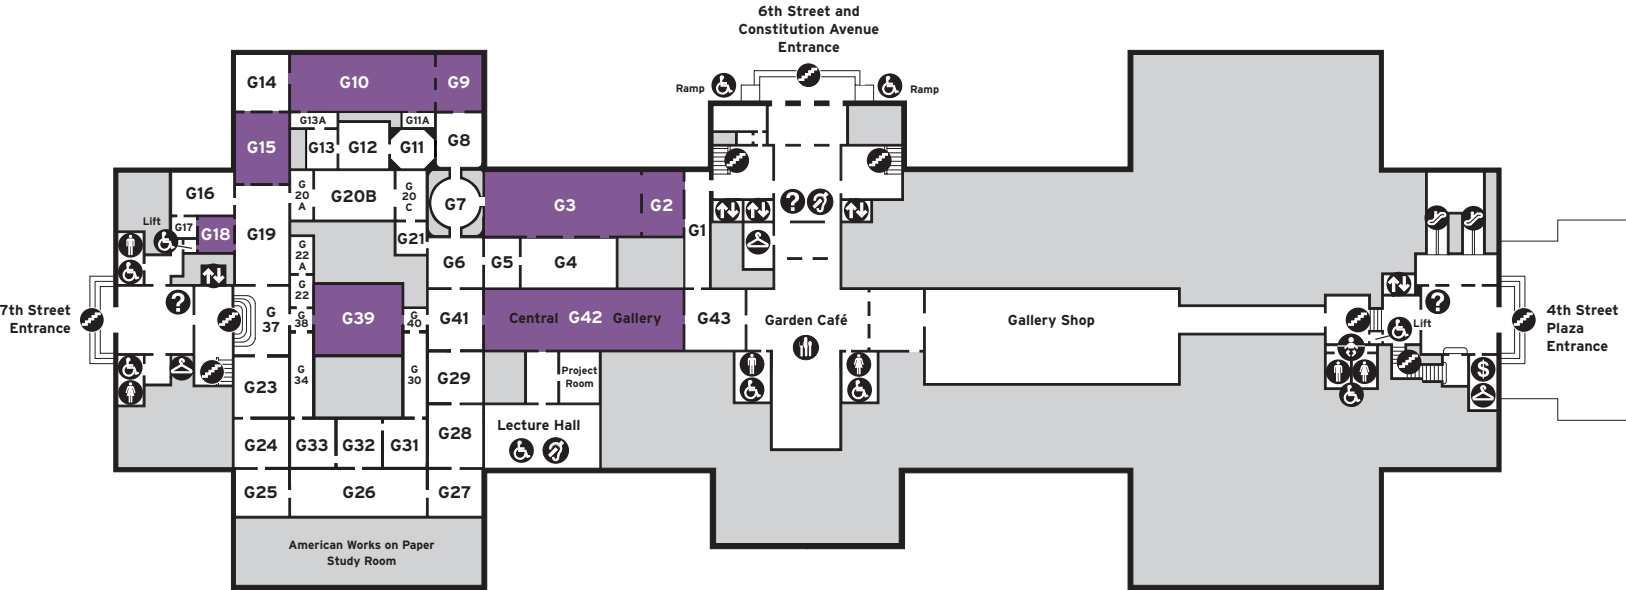 6th Street and
Constitution Avenue
Entrance
Ramp
Ramp
G14
G10
G9
G13A
G11A
G15
G13
G12
G11
G8
G16
G
20
A
G20B
G
20
C
G7
G3
G2
Lift
G17
G18
G19
G21
G1
G
22
A
G6
G5
G4
G
22
7th Street
Entrance
G
37
G
38
G39
G
40
G41
Central G42 Gallery
G43
Garden Café
Gallery Shop
Lift
4th Street
Plaza
Entrance
?
?
?
$
G23
G
34
G
30
G29
Project
Room
G24
G33
G32
G31
G28
Lecture Hall
G25
G26
G27
American Works on Paper
Study Room